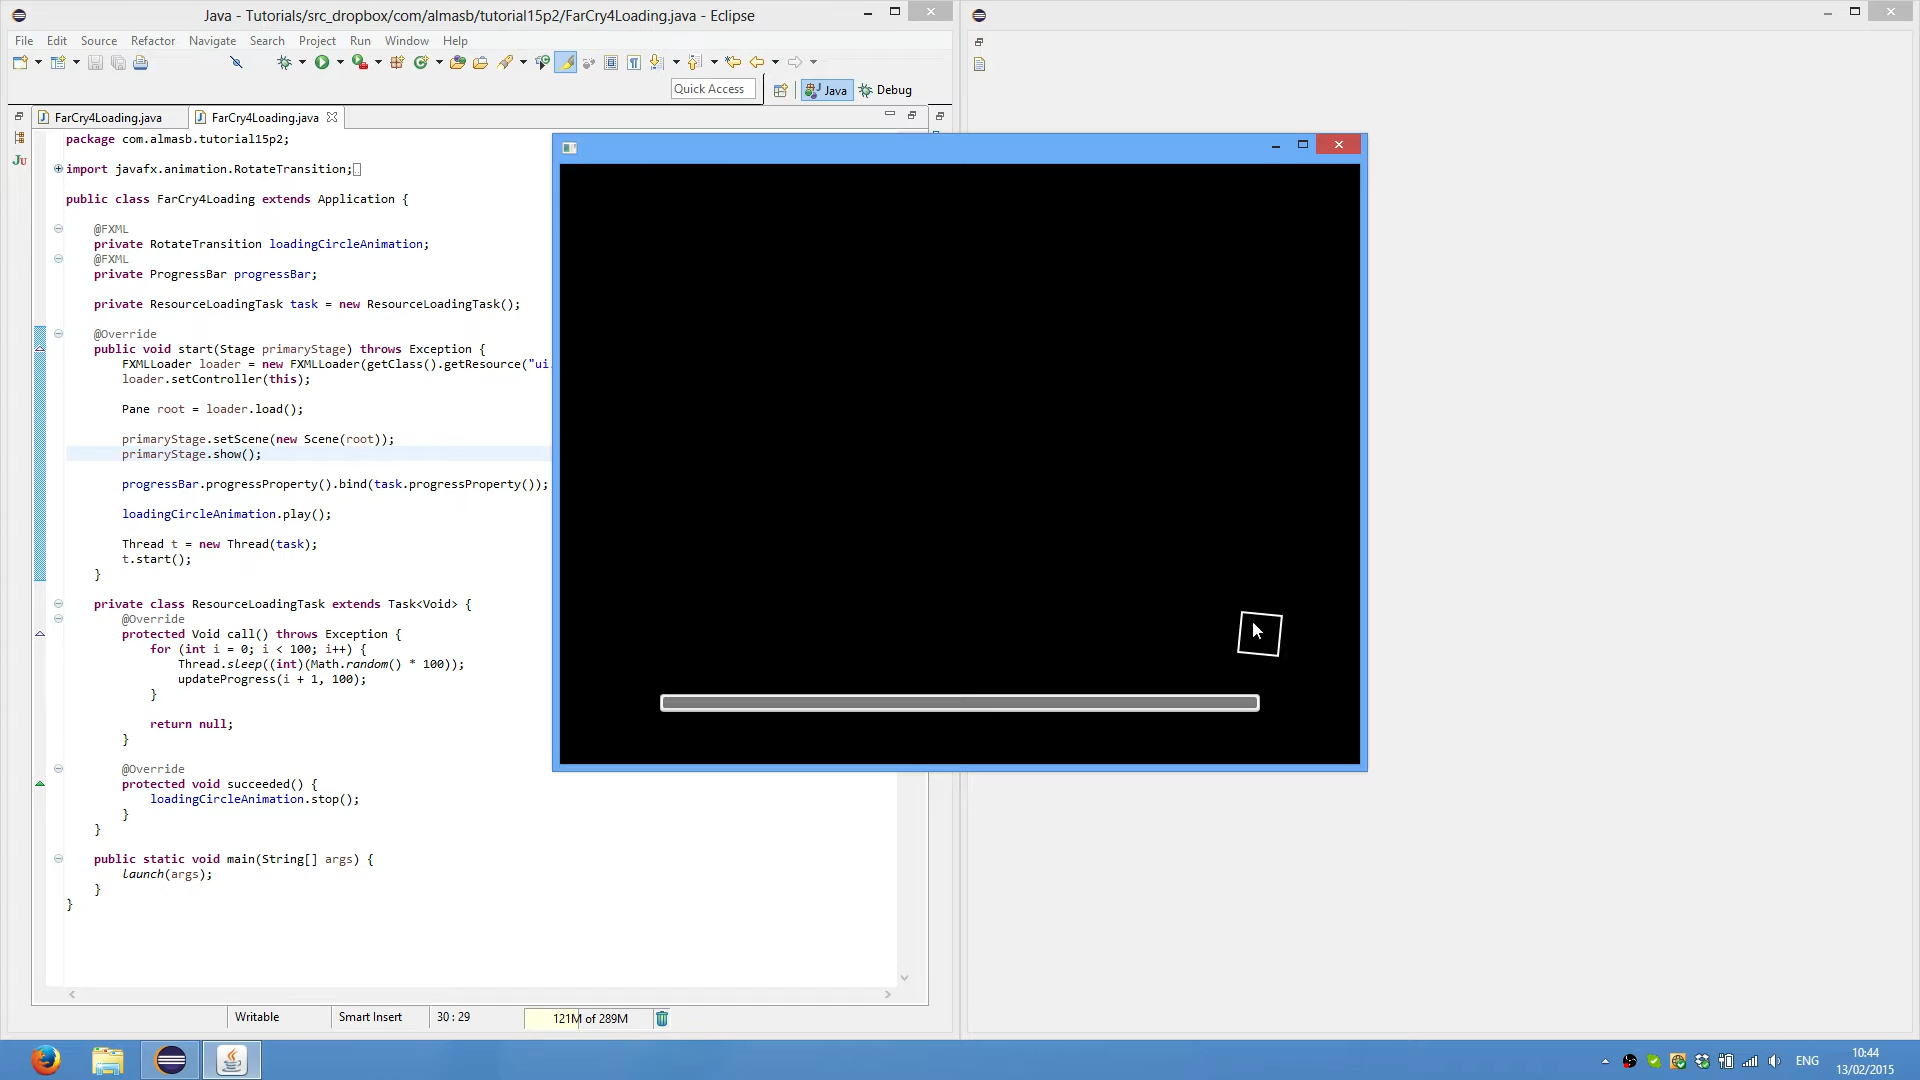 Java - Tutorials/src_dropbox/com/almasb/tutorial15p2/FarCry4Loading.java - Eclipse
File Edit Source Refactor Navigate Search Project Run Window Help
Quick Access
Java
Debug
FarCry4Loading.java
FarCry4Loading.java
package com.almasb.tutorial15p2;
import javafx.animation.RotateTransition;
public class FarCry4Loading extends Application {
@FXML
private RotateTransition loadingCircleAnimation;
@FXML
private ProgressBar progressBar;
private ResourceLoadingTask task = new ResourceLoadingTask();
@Override
public void start(Stage primaryStage) throws Exception {
FXMLLoader loader = new FXMLLoader(getClass().getResource("ui.
loader.setController(this);
Pane root = loader.load();
primaryStage.setScene(new Scene(root));
primaryStage.show();
progressBar.progressProperty().bind(task.progressProperty());
loadingCircleAnimation.play();
Thread t = new Thread(task);
t.start();
}
private class ResourceLoadingTask extends Task<Void> {
@Override
protected Void call() throws Exception {
for (int i = 0; i < 100; i++) {
Thread.sleep((int)(Math.random() * 100));
updateProgress(i + 1, 100);
}
return null;
}
@Override
protected void succeeded() {
loadingCircleAnimation.stop();
}
}
public static void main(String[] args) {
launch(args);
}
}
Writable
Smart Insert
30 : 29
121M of 289M
ENG
10:44
13/02/2015